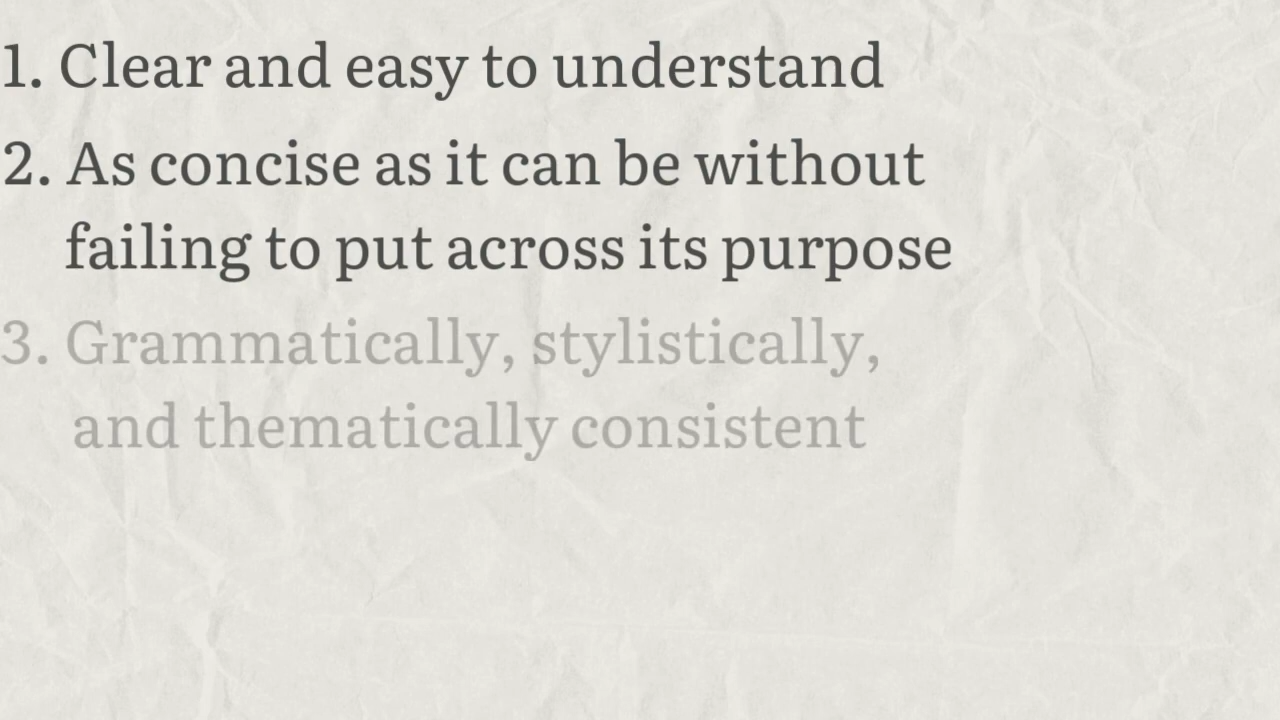 1. Clear and easy to understand
2. As concise as it can be without
failing to put across its purpose
3. Grammatically, stylistically,
and thematically consistent